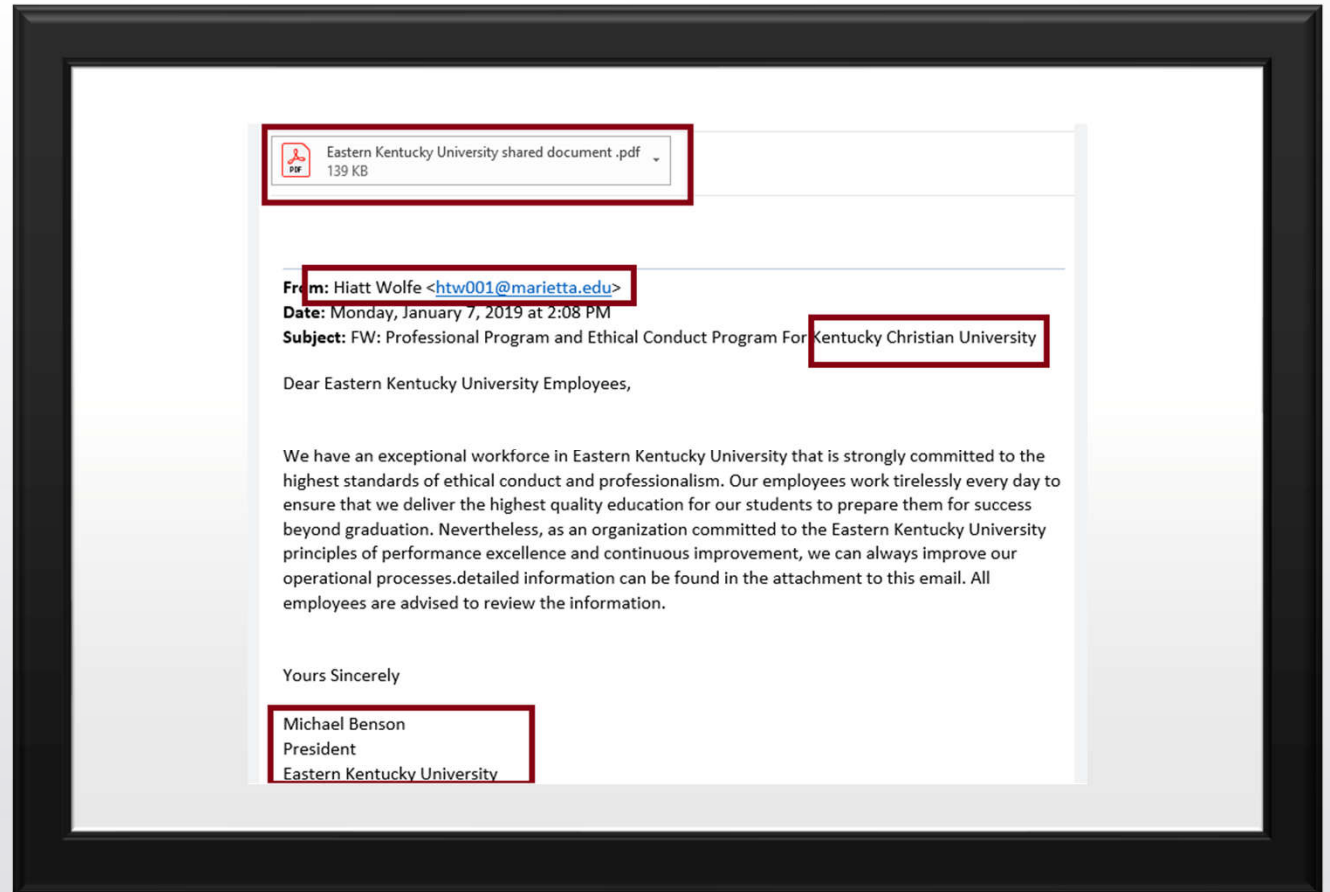 PDF
Eastern Kentucky University shared document .pdf
139 KB
From: Hiatt Wolfe <htw001@marietta.edu>
Date: Monday, January 7, 2019 at 2:08 PM
Subject: FW: Professional Program and Ethical Conduct Program For Kentucky Christian University
Dear Eastern Kentucky University Employees,
We have an exceptional workforce in Eastern Kentucky University that is strongly committed to the
highest standards of ethical conduct and professionalism. Our employees work tirelessly every day to
ensure that we deliver the highest quality education for our students to prepare them for success
beyond graduation. Nevertheless, as an organization committed to the Eastern Kentucky University
principles of performance excellence and continuous improvement, we can always improve our
operational processes.detailed information can be found in the attachment to this email. All
employees are advised to review the information.
Yours Sincerely
Michael Benson
President
Eastern Kentucky University